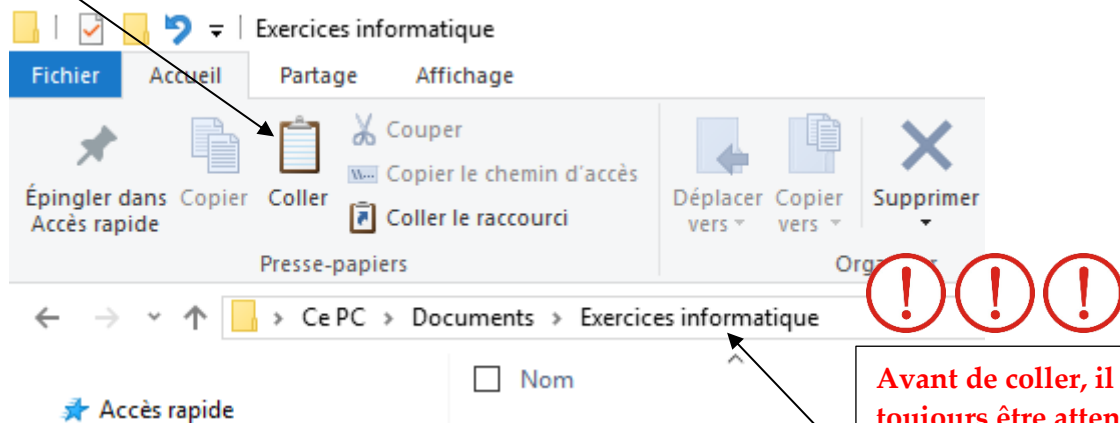 Exercices informatique
Fichier Accueil Partage Affichage
Épingler dans Accès rapide
Copier
Coller
Couper
Copier le chemin d'accès
Coller le raccourci
Déplacer vers
Copier vers
Supprimer
Presse-papiers
Ce PC > Documents > Exercices informatique
Nom
Accès rapide
Avant de coller, il
toujours être